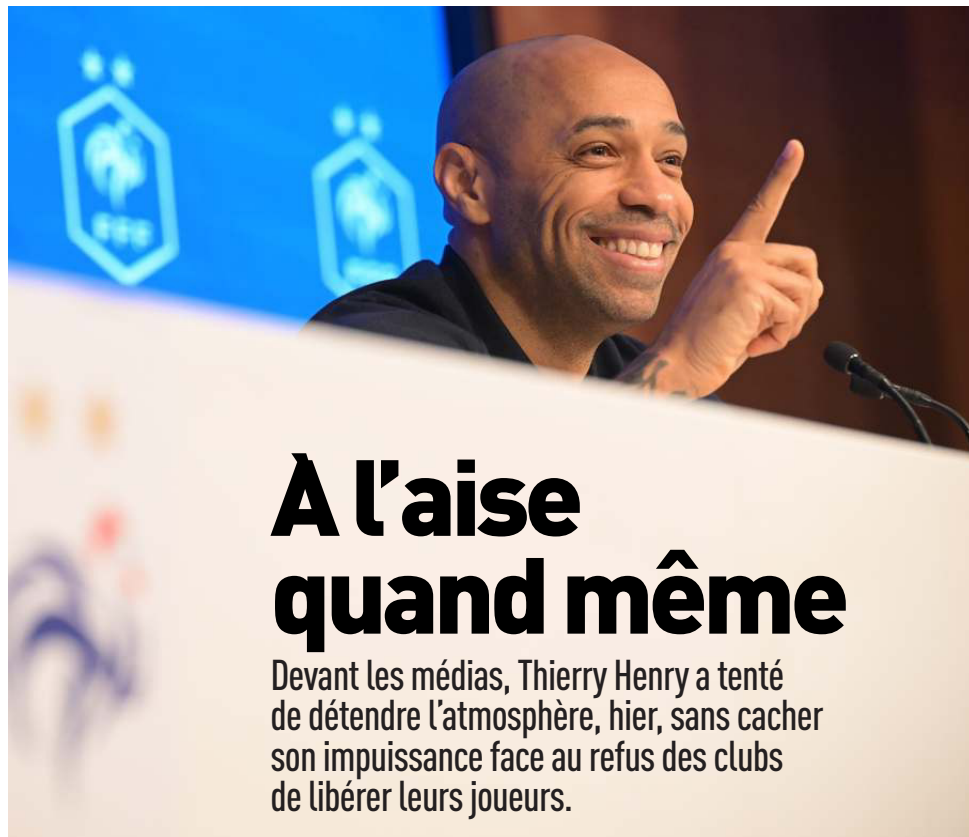 FFF
À l’aise
quand même
Devant les médias, Thierry Henry a tenté
de détendre l’atmosphère, hier, sans cacher
son impuissance face au refus des clubs
de libérer leurs joueurs.